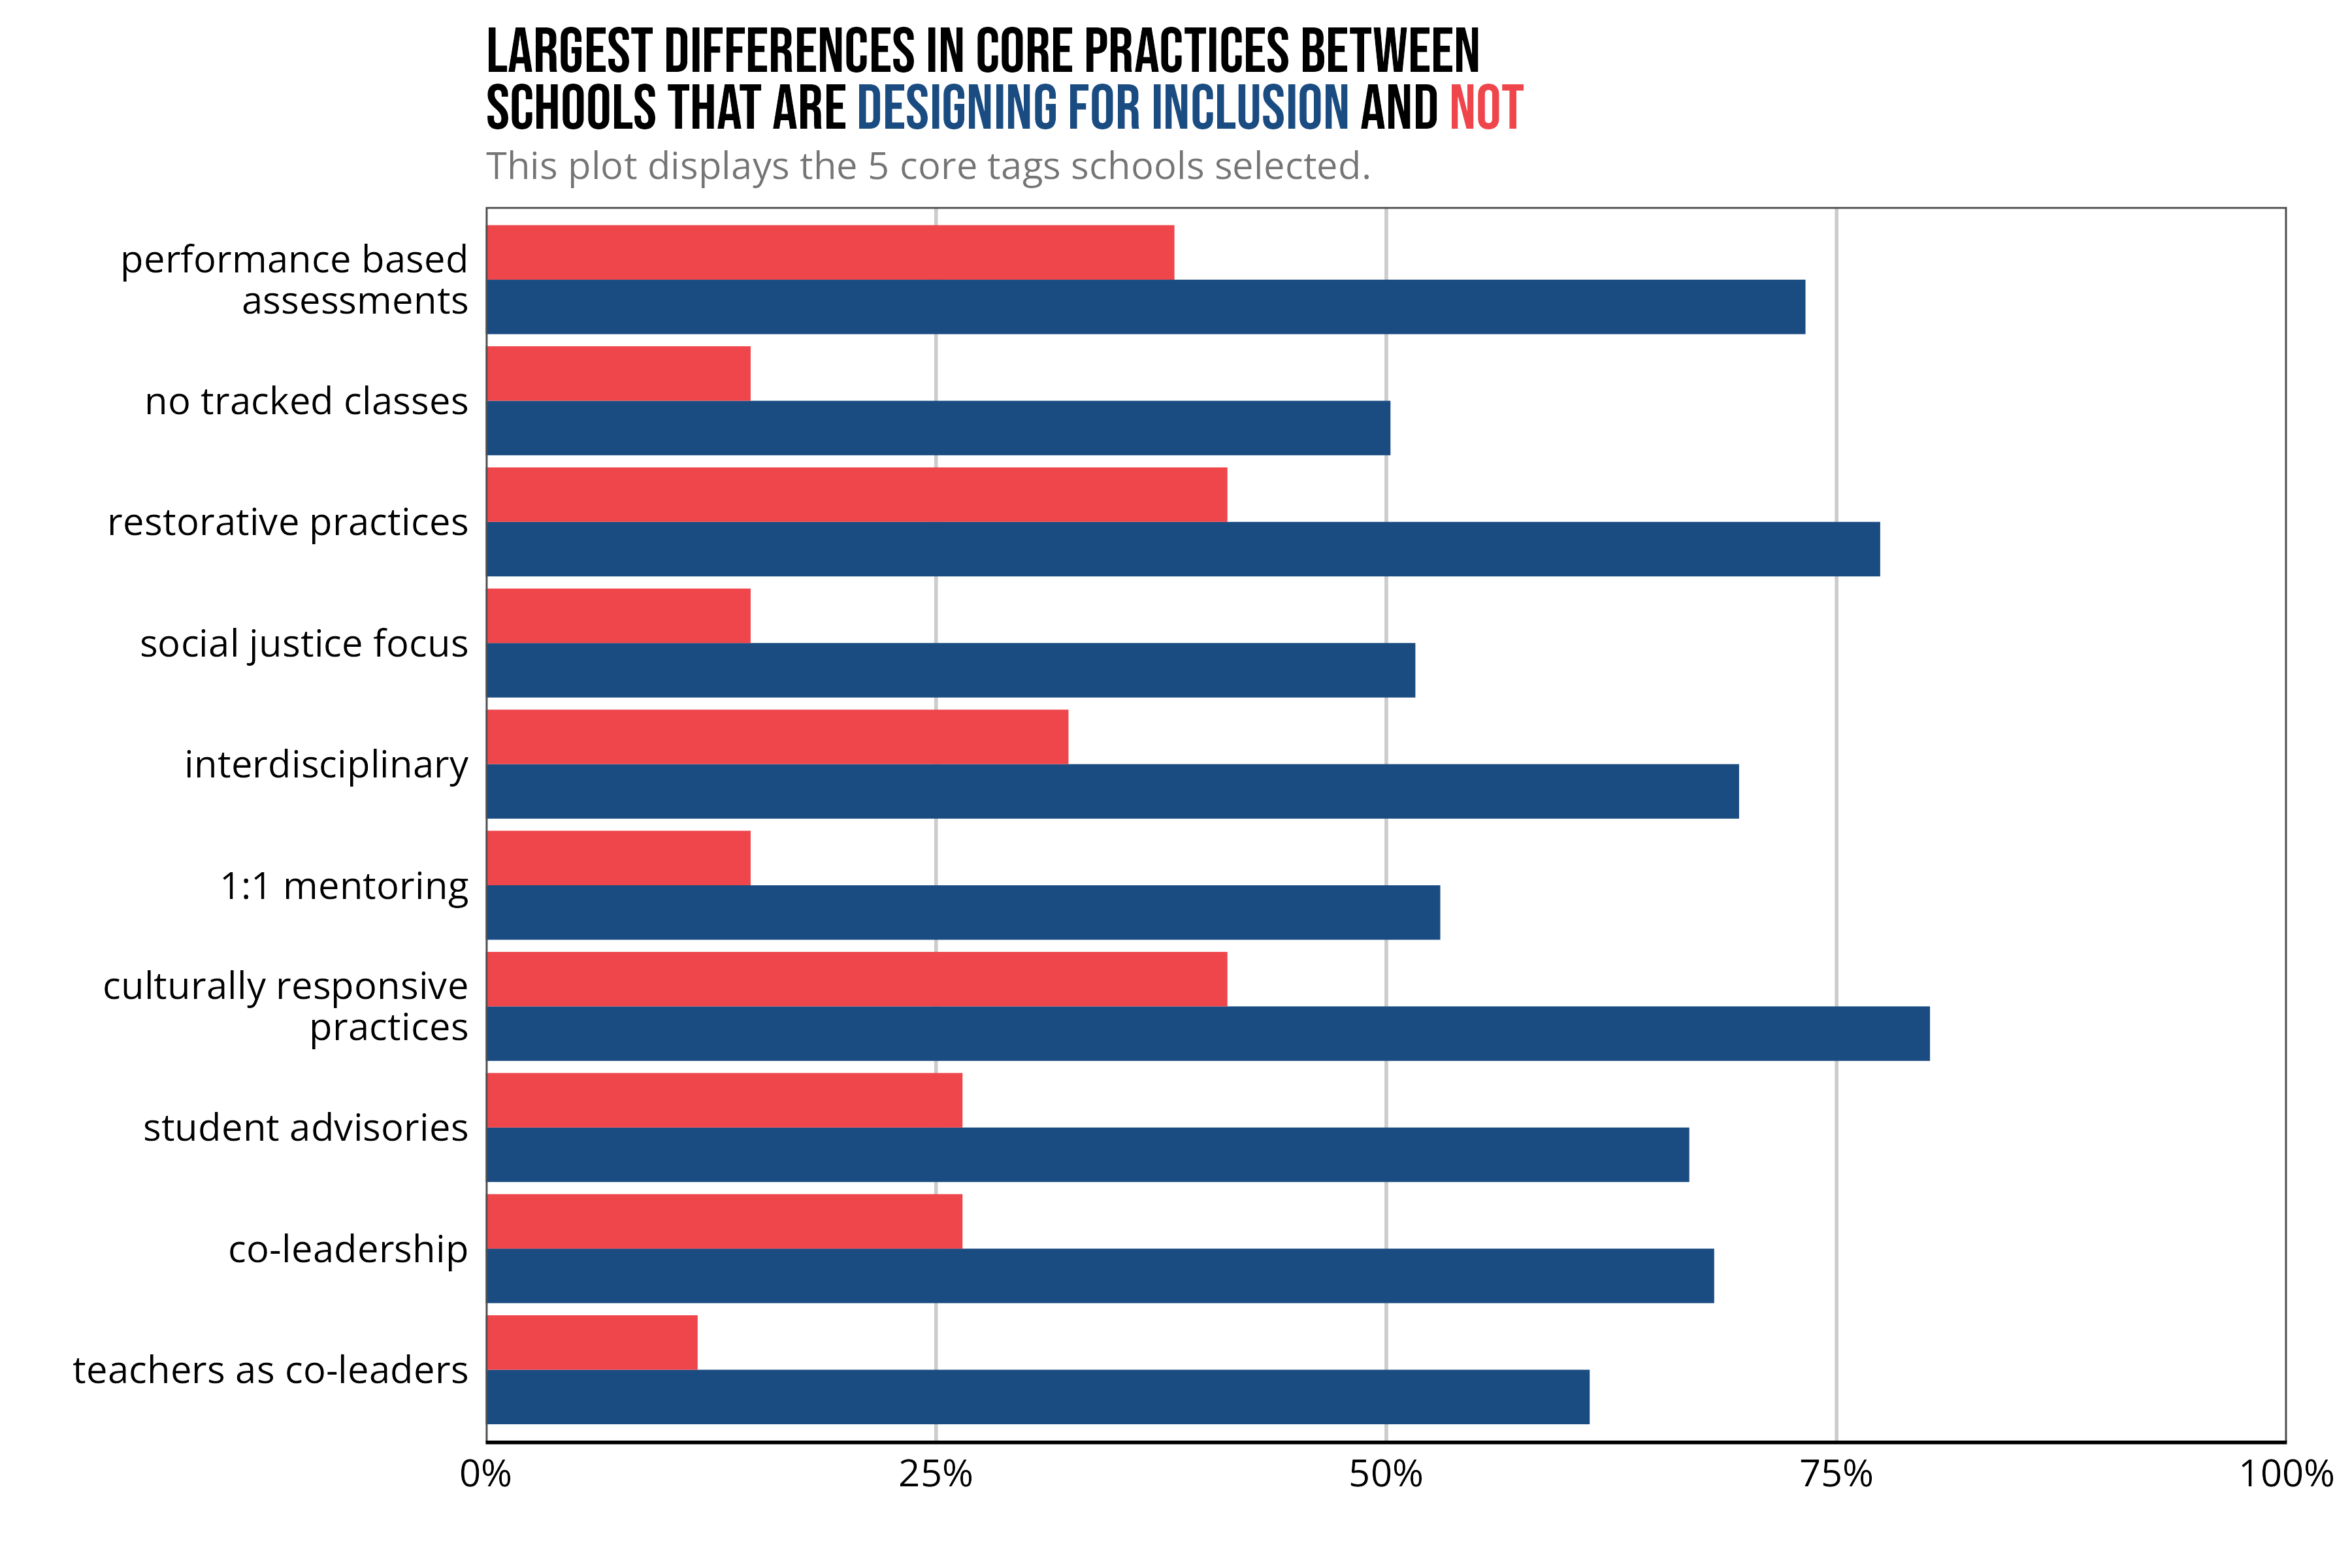 LARGEST DIFFERENCES IN CORE PRACTICES BETWEEN
SCHOOLS THAT ARE DESIGNING FOR INCLUSION AND NOT
This plot displays the 5 core tags schools selected.
performance based
assessments
no tracked classes
restorative practices
social justice focus
interdisciplinary
1:1 mentoring
culturally responsive
practices
student advisories
co-leadership
teachers as co-leaders
0% 25% 50% 75% 100%